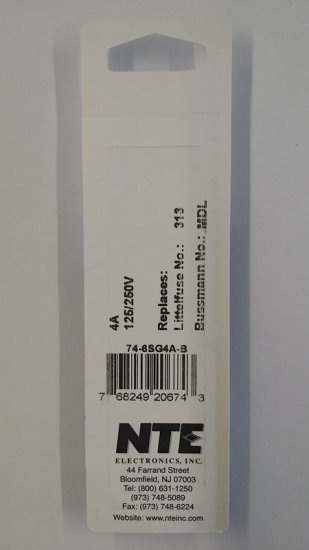 4A
125/250V
Replaces:
Littelfuse No.: 313
Bussmann No.: MDL
74-6SG4A-B
7 68249 20674 3
NTE
ELECTRONICS, INC.
44 Farrand Street
Bloomfield, NJ 07003
Tel: (800) 631-1250
(973) 748-5089
Fax: (973) 748-6224
Website: www.nteinc.com